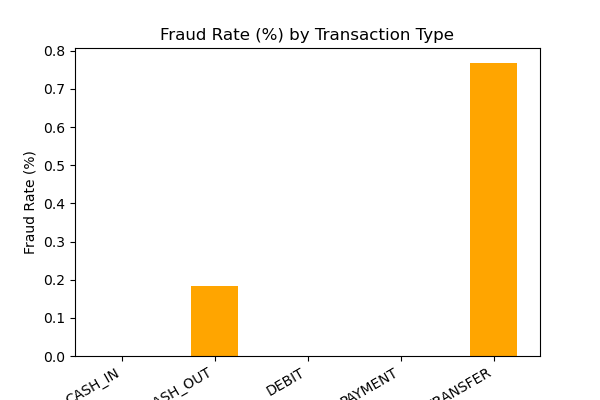 Fraud Rate (%) by Transaction Type
Fraud Rate (%)
0.8
0.7
0.6
0.5
0.4
0.3
0.2
0.1
0.0
CASH_IN
ASH_OUT
DEBIT
PAYMENT
RANSFER